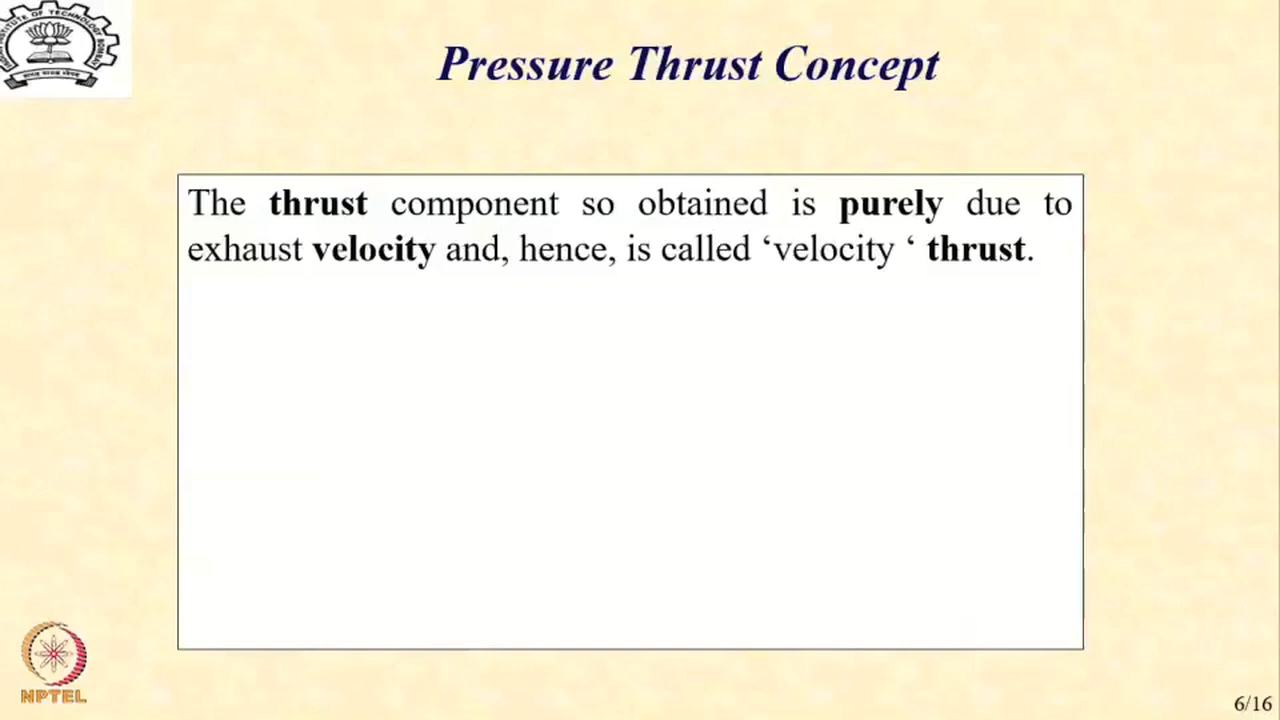 Pressure Thrust Concept
The thrust component so obtained is purely due to
exhaust velocity and, hence, is called ‘velocity ‘ thrust.
NPTEL
6/16